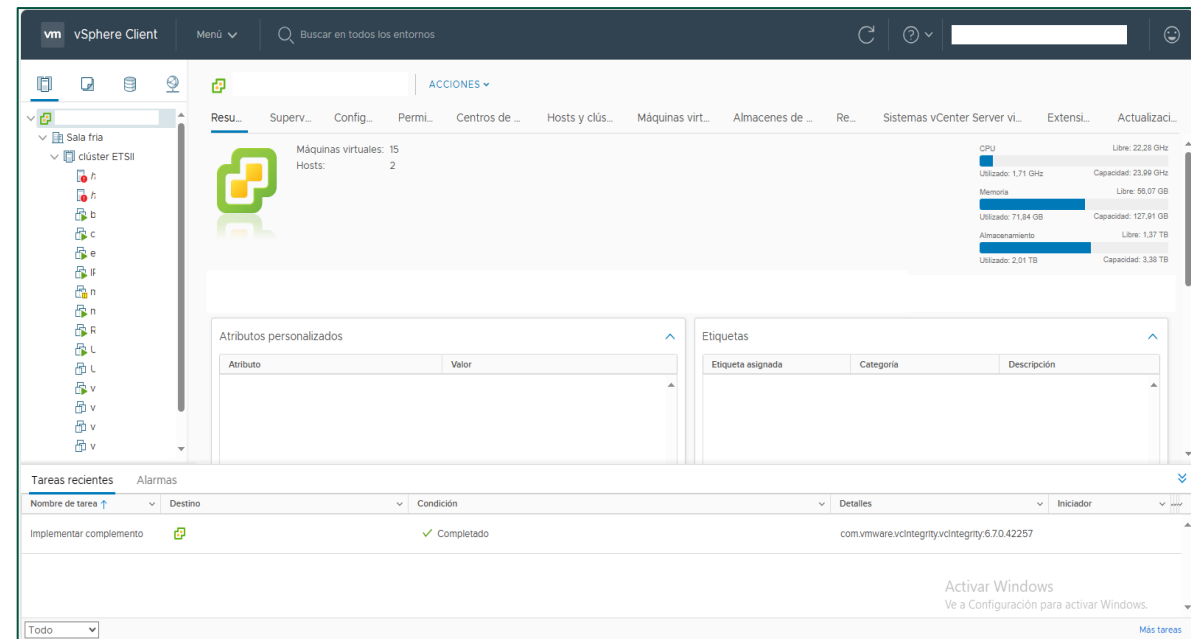 vm vSphere Client Menú Buscar en todos los entornos
ACCIONES
Resu... Superv... Config... Permi... Centros de ... Hosts y clús... Máquinas virt... Almacenes de ... Re... Sistemas vCenter Server vi... Extensi... Actualizaci...
Sala fria
clúster ETSII
h
h
b
c
e
n
n
R
U
U
v
v
v
v
Máquinas virtuales: 15
Hosts: 2
CPU Libre: 22,28 GHz
Utilizado: 1,71 GHz Capacidad: 23,99 GHz
Memoria Libre: 56,07 GB
Utilizado: 71,84 GB Capacidad: 127,91 GB
Almacenamiento Libre: 1,37 TB
Utilizado: 2,01 TB Capacidad: 3,38 TB
Atributos personalizados
Atributo Valor
Etiquetas
Etiqueta asignada Categoría Descripción
Tareas recientes Alarmas
Nombre de tarea Destino Condición Detalles Iniciador
Implementar complemento Completado com.vmware.vcIntegrity.vcIntegrity:6.7.0.42257
Activar Windows
Ve a Configuración para activar Windows.
Todo Más tareas